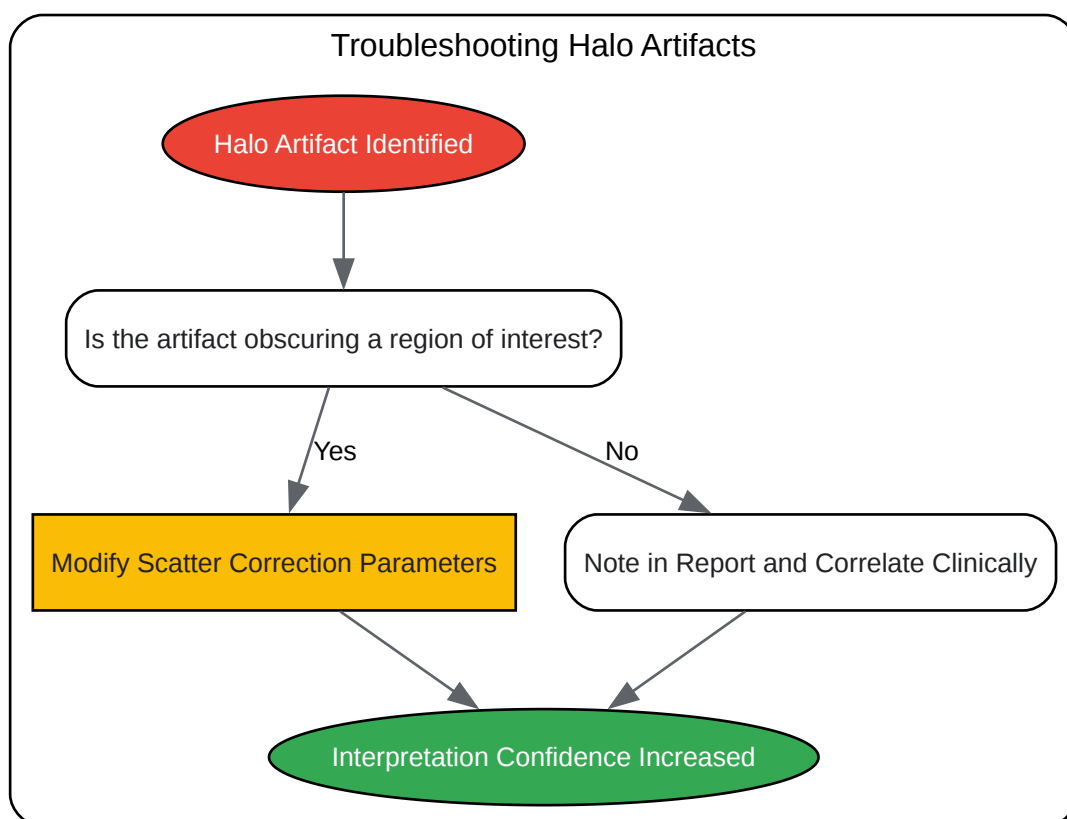 Troubleshooting Halo Artifacts
Halo Artifact Identified
Is the artifact obscuring a region of interest?
Yes
No
Modify Scatter Correction Parameters
Note in Report and Correlate Clinically
Interpretation Confidence Increased